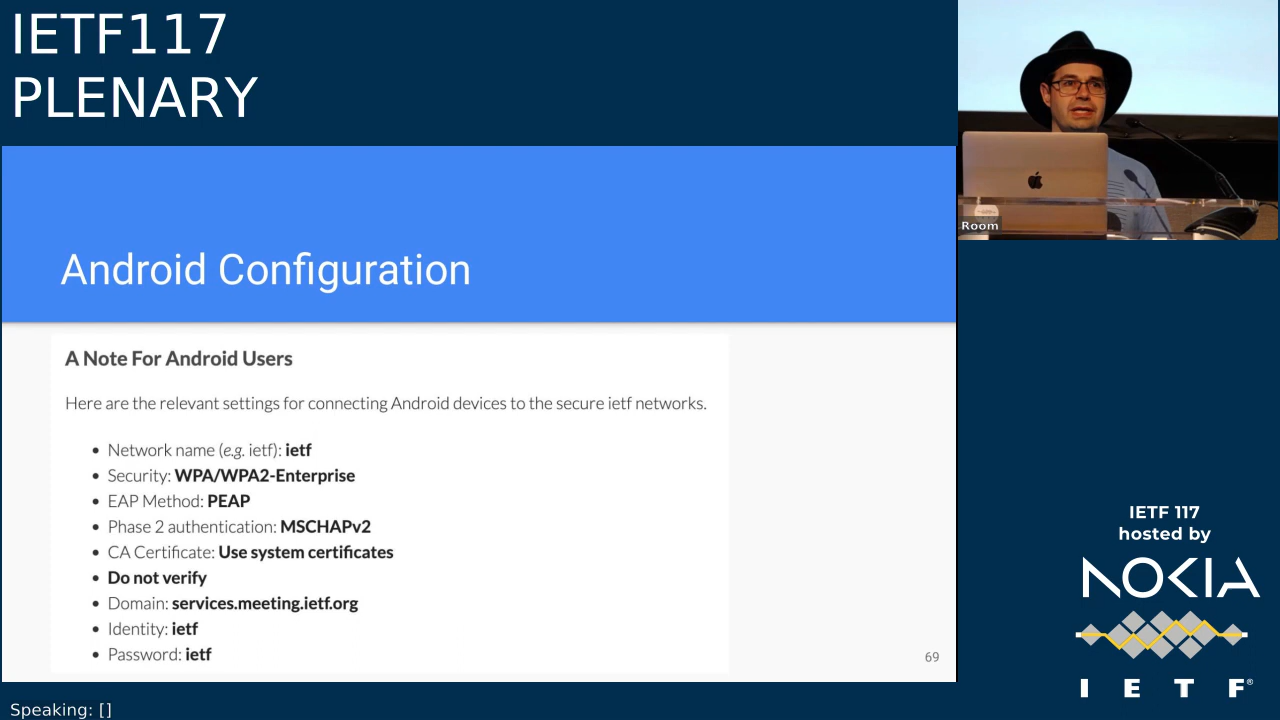 IETF117
PLENARY
Room
Android Configuration
A Note For Android Users
Here are the relevant settings for connecting Android devices to the secure ietf networks.
• Network name (e.g. ietf): ietf
• Security: WPA/WPA2-Enterprise
• EAP Method: PEAP
• Phase 2 authentication: MSCHAPv2
• CA Certificate: Use system certificates
• Do not verify
• Domain: services.meeting.ietf.org
• Identity: ietf
• Password: ietf
69
IETF 117
hosted by
NOKIA
I E T F®
Speaking: []